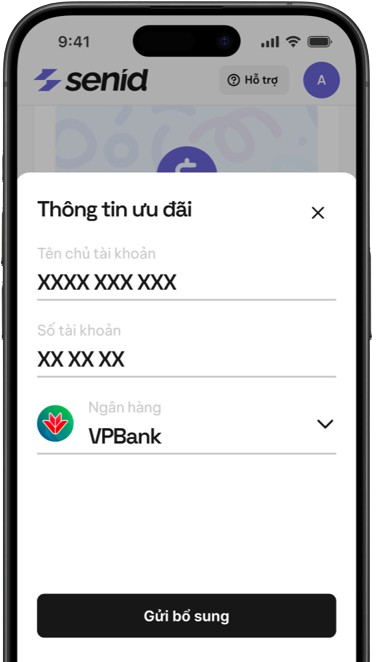 9:41
senid
Hỗ trợ
A
Thông tin ưu đãi
Tên chủ tài khoản
XXXX XXX XXX
Số tài khoản
XX XX XX
Ngân hàng
VPBank
Gửi bổ sung